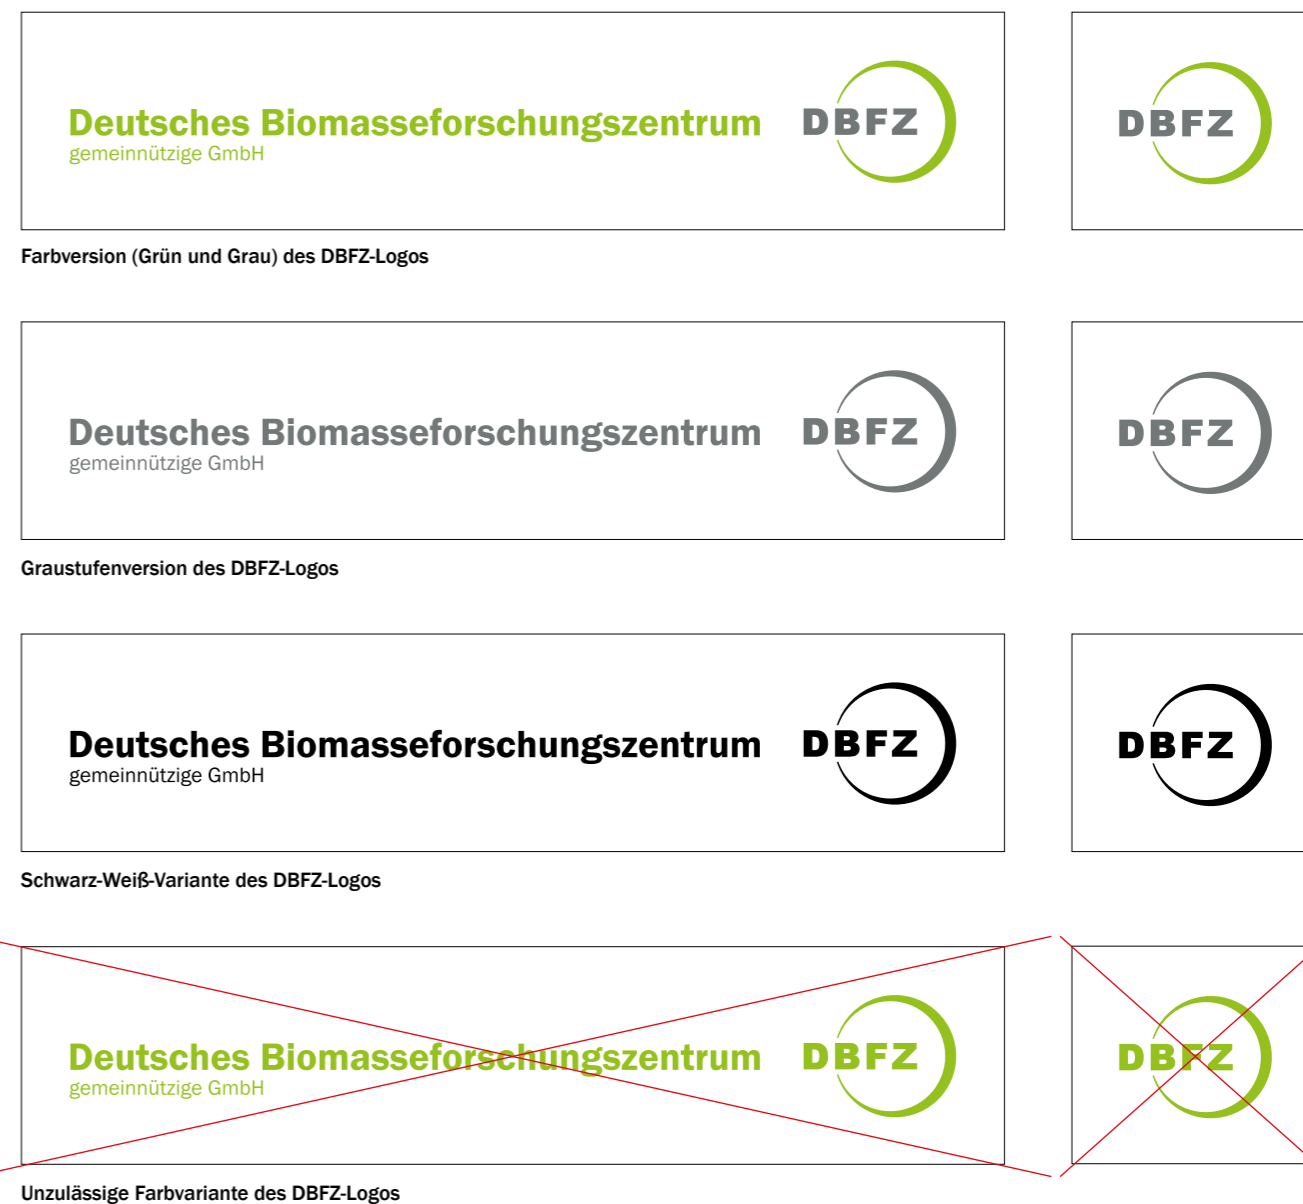 Deutsches Biomasseforschungszentrum
gemeinnützige GmbH
DBFZ
DBFZ
Farbversion (Grün und Grau) des DBFZ-Logos
Deutsches Biomasseforschungszentrum
gemeinnützige GmbH
DBFZ
DBFZ
Graustufenversion des DBFZ-Logos
Deutsches Biomasseforschungszentrum
gemeinnützige GmbH
DBFZ
DBFZ
Schwarz-Weiß-Variante des DBFZ-Logos
Deutsches Biomasseforschungszentrum
gemeinnützige GmbH
DBFZ
DBFZ
Unzulässige Farbvariante des DBFZ-Logos